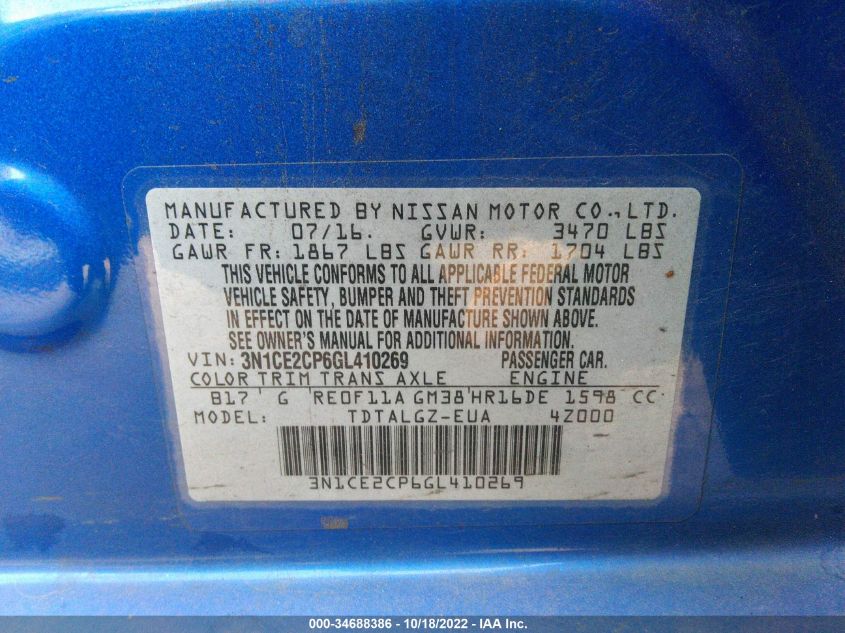 MANUFACTURED BY NISSAN MOTOR CO.,LTD.
DATE: 07/16. GVWR: 3470 LBS
GAWR FR: 1867 LBS GAWR RR: 1704 LBS
THIS VEHICLE CONFORMS TO ALL APPLICABLE FEDERAL MOTOR
VEHICLE SAFETY, BUMPER AND THEFT PREVENTION STANDARDS
IN EFFECT ON THE DATE OF MANUFACTURE SHOWN ABOVE.
SEE OWNER'S MANUAL FOR ADDITIONAL INFORMATION.
VIN: 3N1CE2CP6GL410269 PASSENGER CAR.
COLOR TRIM TRANS AXLE ENGINE
B17 G RE0F11A GM38 HR16DE 1598 CC
MODEL: TDTALGZ-EUA 4Z000
3N1CE2CP6GL410269
000-34688386 - 10/18/2022 - IAA Inc.